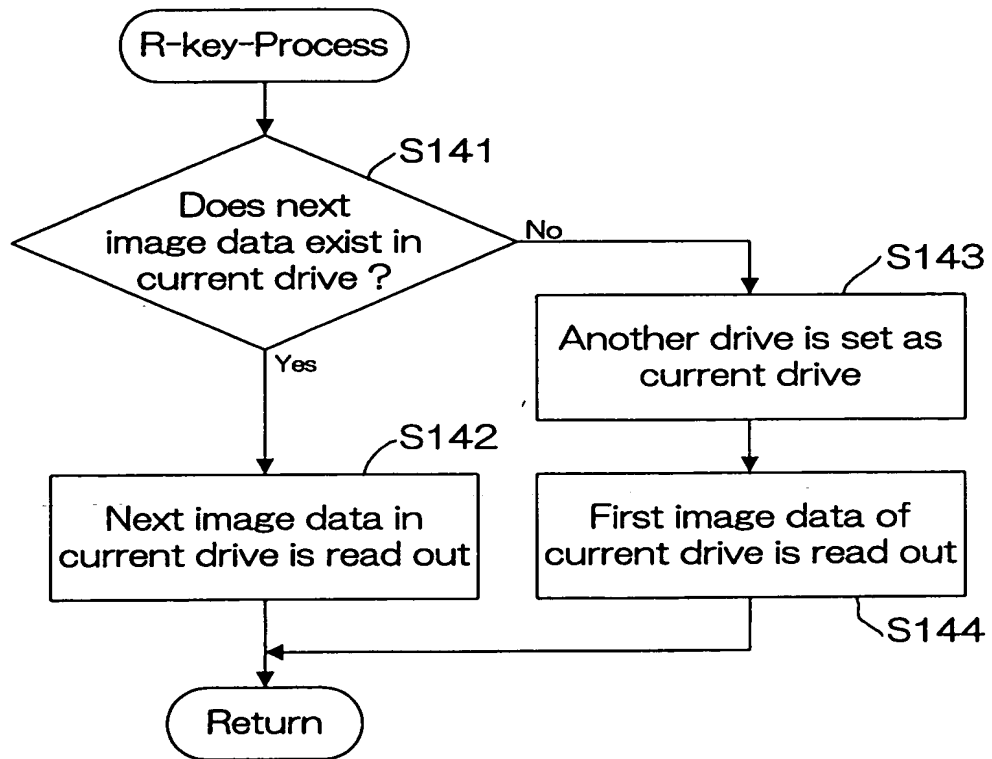 R-key-Process
S141
Does next
image data exist in
current drive ?
No
Yes
S143
Another drive is set as
current drive
S142
Next image data in
current drive is read out
First image data of
current drive is read out
S144
Return